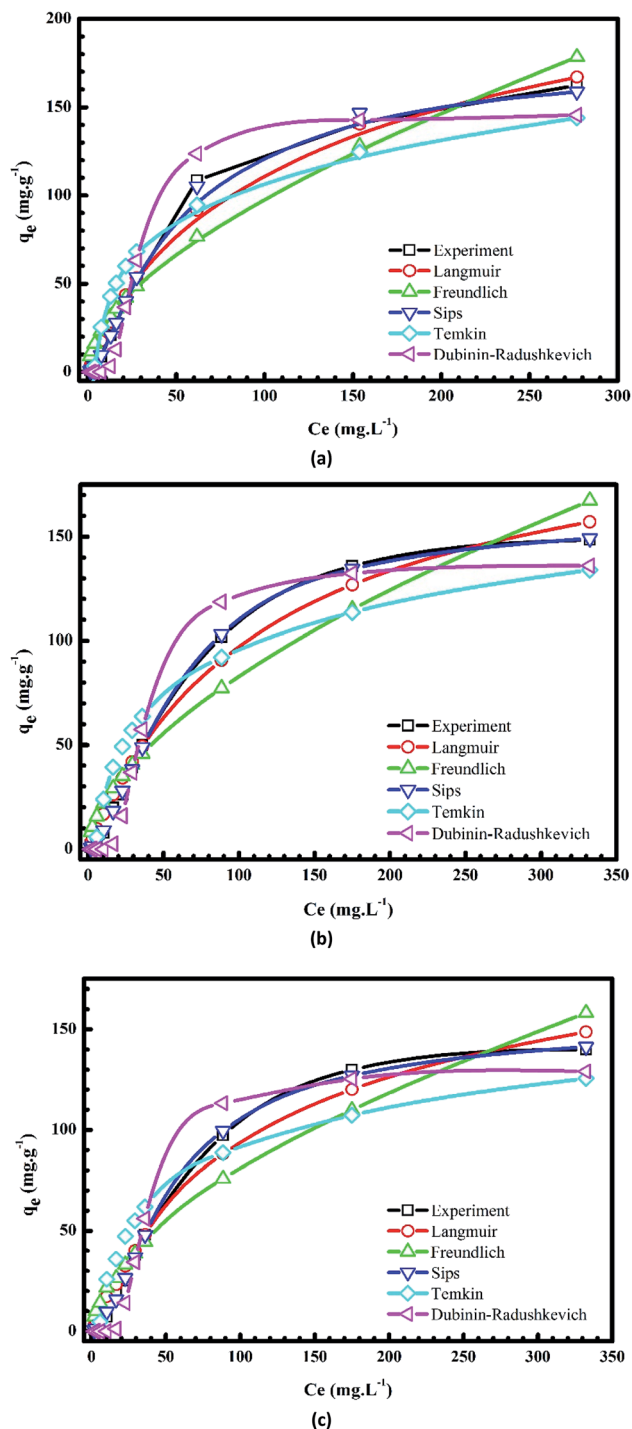 200
150
100
50
0
qe (mg.g-1)
Experiment
Langmuir
Freundlich
Sips
Temkin
Dubinin-Radushkevich
0 50 100 150 200 250 300
Ce (mg.L-1)
(a)
150
100
50
0
qe (mg.g-1)
Experiment
Langmuir
Freundlich
Sips
Temkin
Dubinin-Radushkevich
0 50 100 150 200 250 300 350
Ce (mg.L-1)
(b)
150
100
50
0
qe (mg.g-1)
Experiment
Langmuir
Freundlich
Sips
Temkin
Dubinin-Radushkevich
0 50 100 150 200 250 300 350
Ce (mg.L-1)
(c)